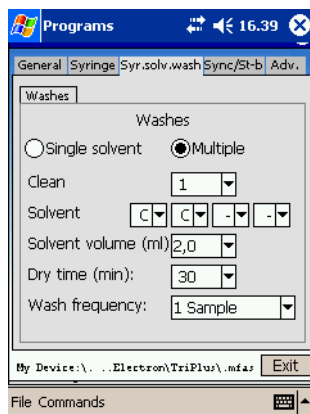 Programs 16.39
General Syringe Syr.solv.wash Sync/St-b Adv.
Washes
Washes
Single solvent Multiple
Clean 1
Solvent C C - -
Solvent volume (ml) 2,0
Dry time (min): 30
Wash frequency: 1 Sample
My Device:\. ..Electron\TriPlus\.mfas Exit
File Commands